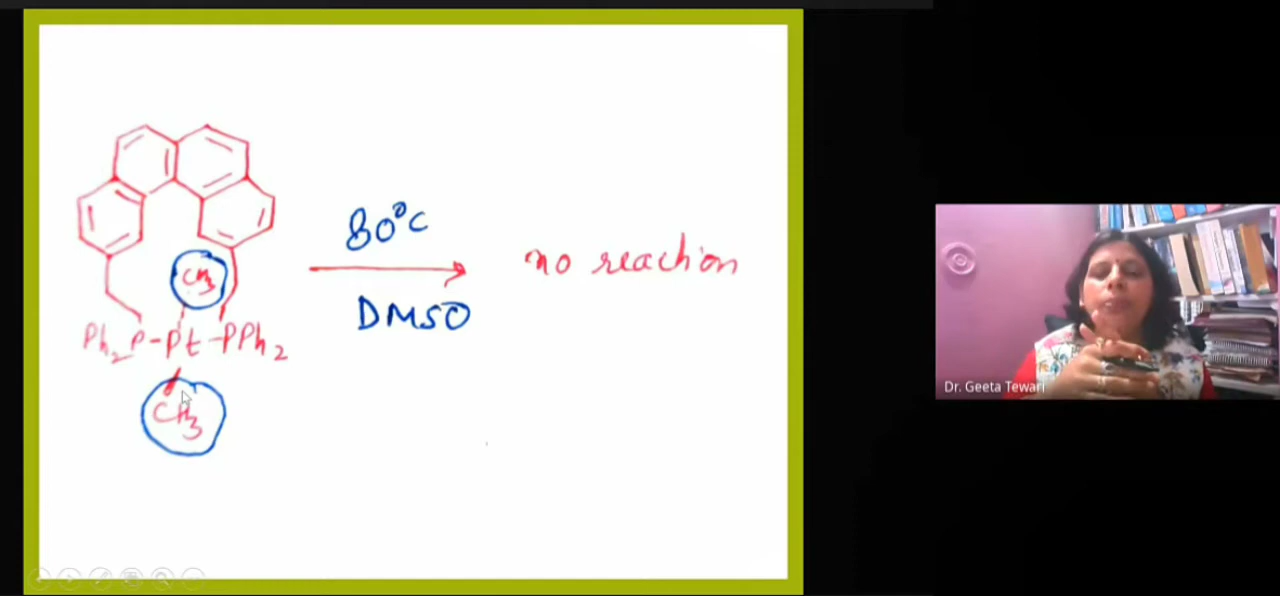 CH₃
80°C
no reaction
DMSO
Ph₂P-Pt-PPh₂
CH₃
Dr. Geeta Tewari